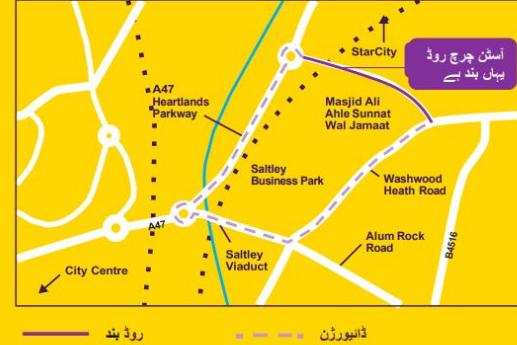 StarCity
آسٹن چرچ روڈ
یہاں بند ہے
A47
Heartlands
Parkway
Masjid Ali
Ahle Sunnat
Wal Jamaat
Saltley
Business Park
Washwood
Heath Road
A47
Saltley
Viaduct
Alum Rock
Road
B4516
City Centre
روڈ بند
ڈائیورژن